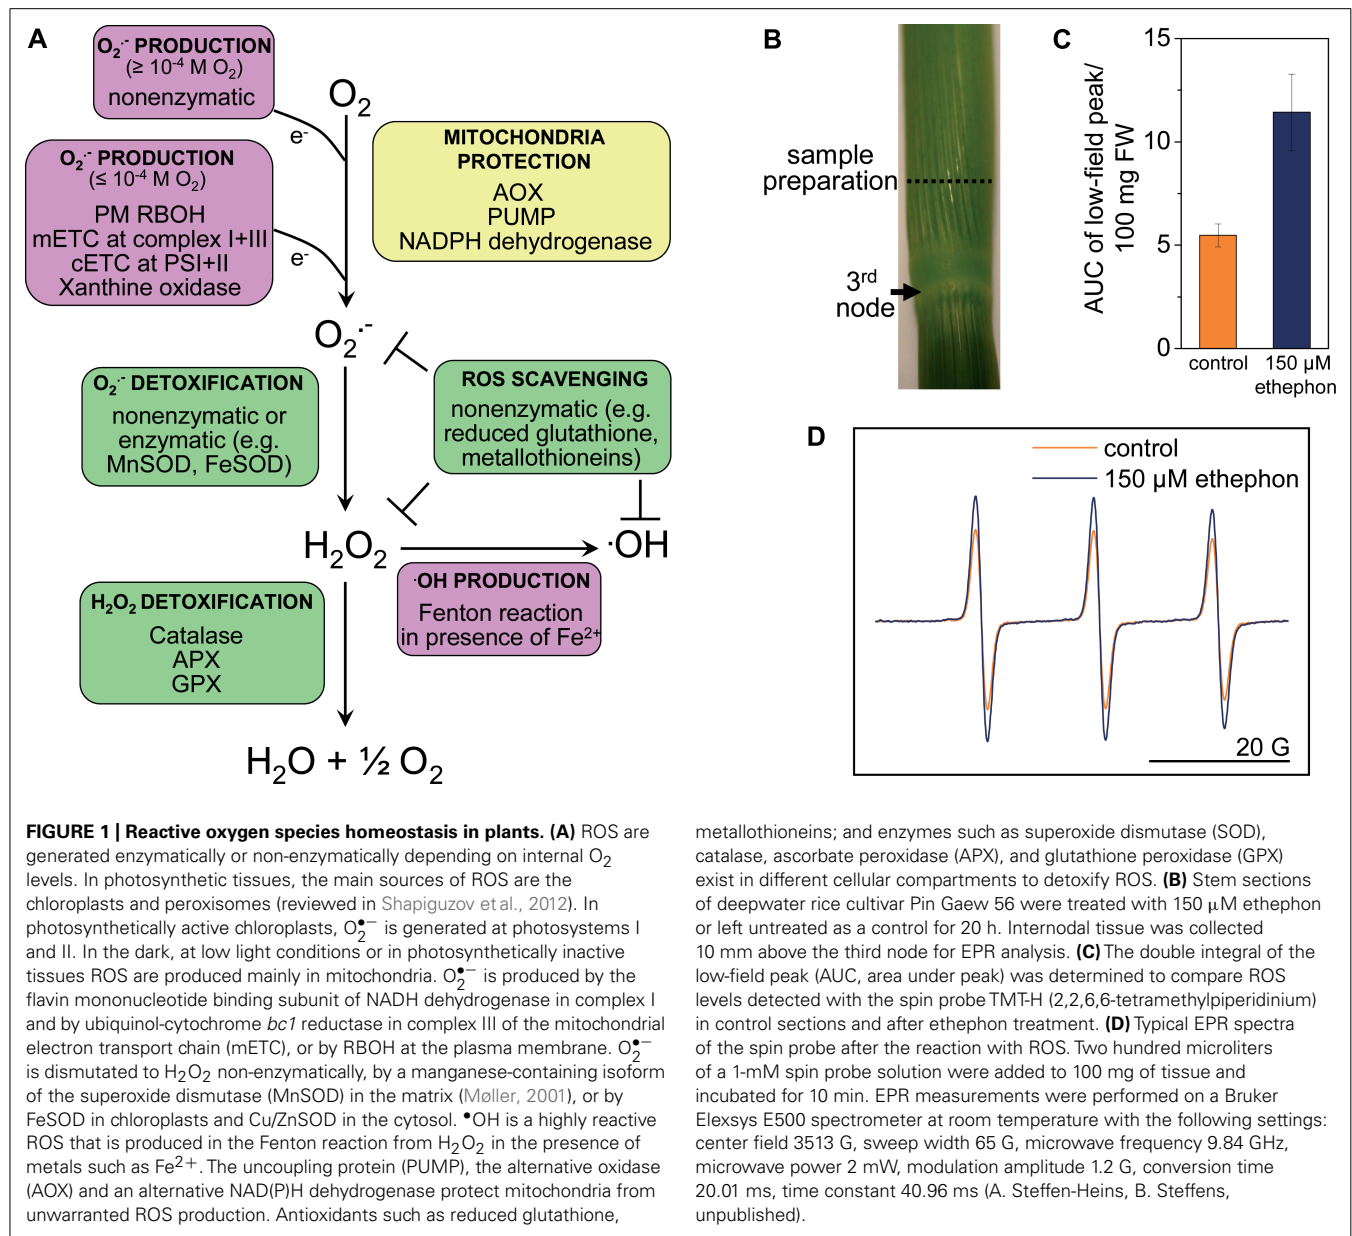 A
O2·- PRODUCTION
(≥ 10-4 M O2)
nonenzymatic
O2
e-
O2·- PRODUCTION
(≤ 10-4 M O2)
PM RBOH
mETC at complex I+III
cETC at PSI+II
Xanthine oxidase
e-
MITOCHONDRIA
PROTECTION
AOX
PUMP
NADPH dehydrogenase
O2·-
O2·- DETOXIFICATION
nonenzymatic or
enzymatic (e.g.
MnSOD, FeSOD)
ROS SCAVENGING
nonenzymatic (e.g.
reduced glutathione,
metallothioneins)
H2O2
·OH
·OH PRODUCTION
Fenton reaction
in presence of Fe2+
H2O2 DETOXIFICATION
Catalase
APX
GPX
H2O + ½ O2
B
sample
preparation
3rd
node
C
AUC of low-field peak/
100 mg FW
15
10
5
0
control
150 µM
ethephon
D
control
150 µM ethephon
20 G
FIGURE 1 | Reactive oxygen species homeostasis in plants. (A) ROS are
generated enzymatically or non-enzymatically depending on internal O2
levels. In photosynthetic tissues, the main sources of ROS are the
chloroplasts and peroxisomes (reviewed in Shapiguzov et al., 2012). In
photosynthetically active chloroplasts, O2•− is generated at photosystems I
and II. In the dark, at low light conditions or in photosynthetically inactive
tissues ROS are produced mainly in mitochondria. O2•− is produced by the
flavin mononucleotide binding subunit of NADH dehydrogenase in complex I
and by ubiquinol-cytochrome bc1 reductase in complex III of the mitochondrial
electron transport chain (mETC), or by RBOH at the plasma membrane. O2•−
is dismutated to H2O2 non-enzymatically, by a manganese-containing isoform
of the superoxide dismutase (MnSOD) in the matrix (Møller, 2001), or by
FeSOD in chloroplasts and Cu/ZnSOD in the cytosol. •OH is a highly reactive
ROS that is produced in the Fenton reaction from H2O2 in the presence of
metals such as Fe2+. The uncoupling protein (PUMP), the alternative oxidase
(AOX) and an alternative NAD(P)H dehydrogenase protect mitochondria from
unwarranted ROS production. Antioxidants such as reduced glutathione,
metallothioneins; and enzymes such as superoxide dismutase (SOD),
catalase, ascorbate peroxidase (APX), and glutathione peroxidase (GPX)
exist in different cellular compartments to detoxify ROS. (B) Stem sections
of deepwater rice cultivar Pin Gaew 56 were treated with 150 µM ethephon
or left untreated as a control for 20 h. Internodal tissue was collected
10 mm above the third node for EPR analysis. (C) The double integral of the
low-field peak (AUC, area under peak) was determined to compare ROS
levels detected with the spin probe TMT-H (2,2,6,6-tetramethylpiperidinium)
in control sections and after ethephon treatment. (D) Typical EPR spectra
of the spin probe after the reaction with ROS. Two hundred microliters
of a 1-mM spin probe solution were added to 100 mg of tissue and
incubated for 10 min. EPR measurements were performed on a Bruker
Elexsys E500 spectrometer at room temperature with the following settings:
center field 3513 G, sweep width 65 G, microwave frequency 9.84 GHz,
microwave power 2 mW, modulation amplitude 1.2 G, conversion time
20.01 ms, time constant 40.96 ms (A. Steffen-Heins, B. Steffens,
unpublished).